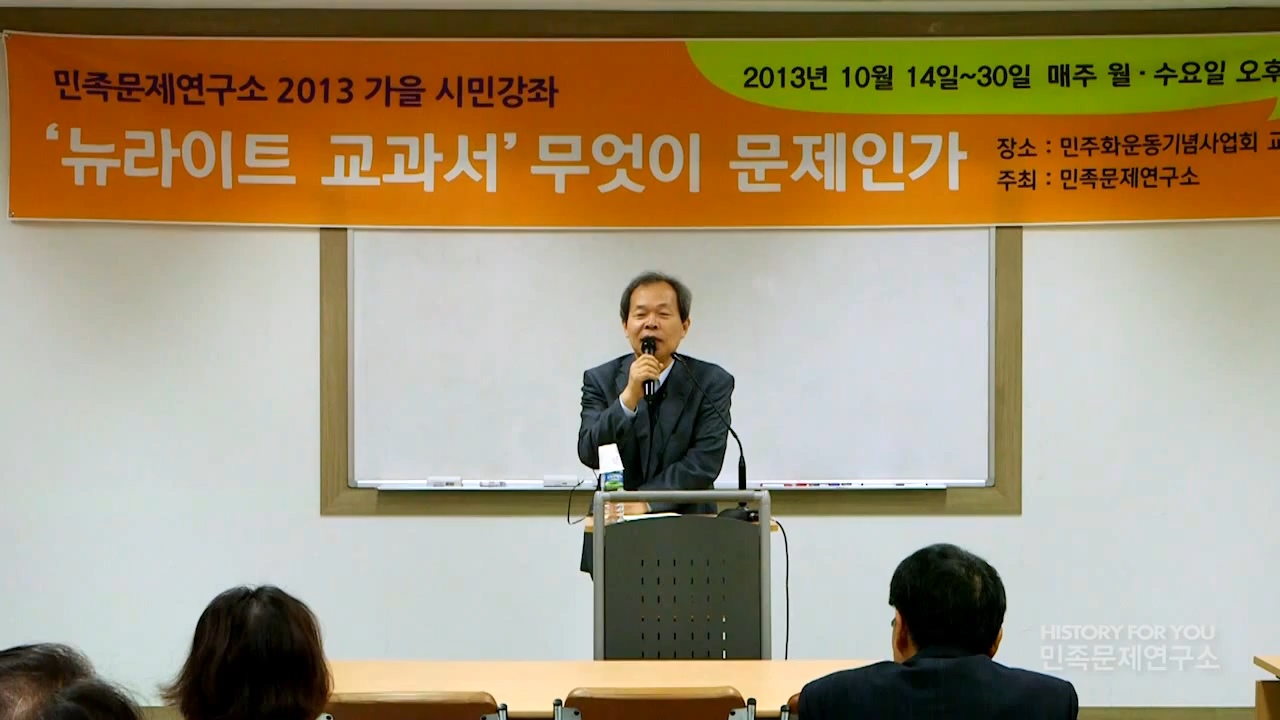 민족문제연구소 2013 가을 시민강좌
2013년 10월 14일~30일 매주 월·수요일 오후
'뉴라이트 교과서' 무엇이 문제인가
장소 : 민주화운동기념사업회 교
주최 : 민족문제연구소
HISTORY FOR YOU
민족문제연구소